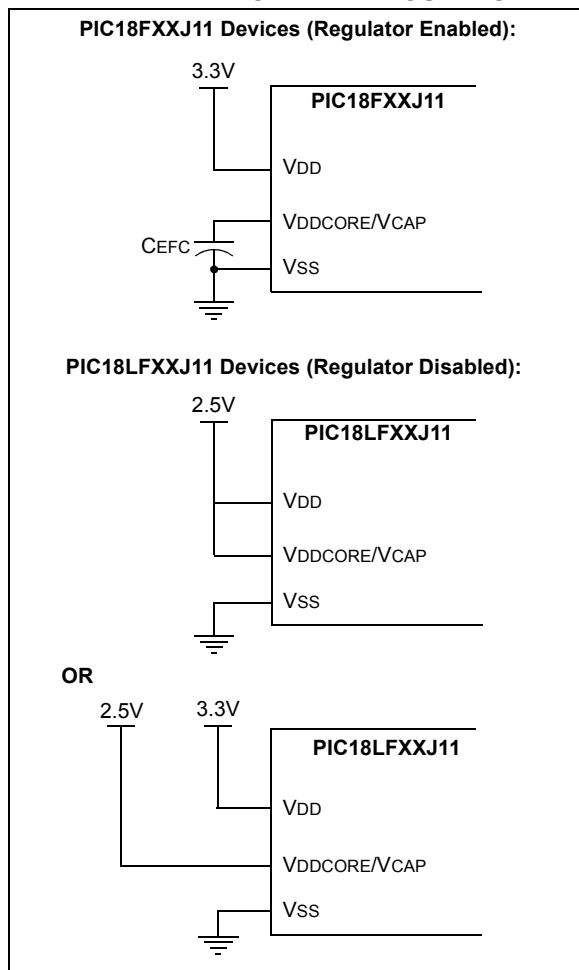 PIC18FXXJ11 Devices (Regulator Enabled):
3.3V
PIC18FXXJ11
VDD
VDDCORE/VCAP
CEFC
VSS
PIC18LFXXJ11 Devices (Regulator Disabled):
2.5V
PIC18LFXXJ11
VDD
VDDCORE/VCAP
VSS
OR
2.5V 3.3V
PIC18LFXXJ11
VDD
VDDCORE/VCAP
VSS